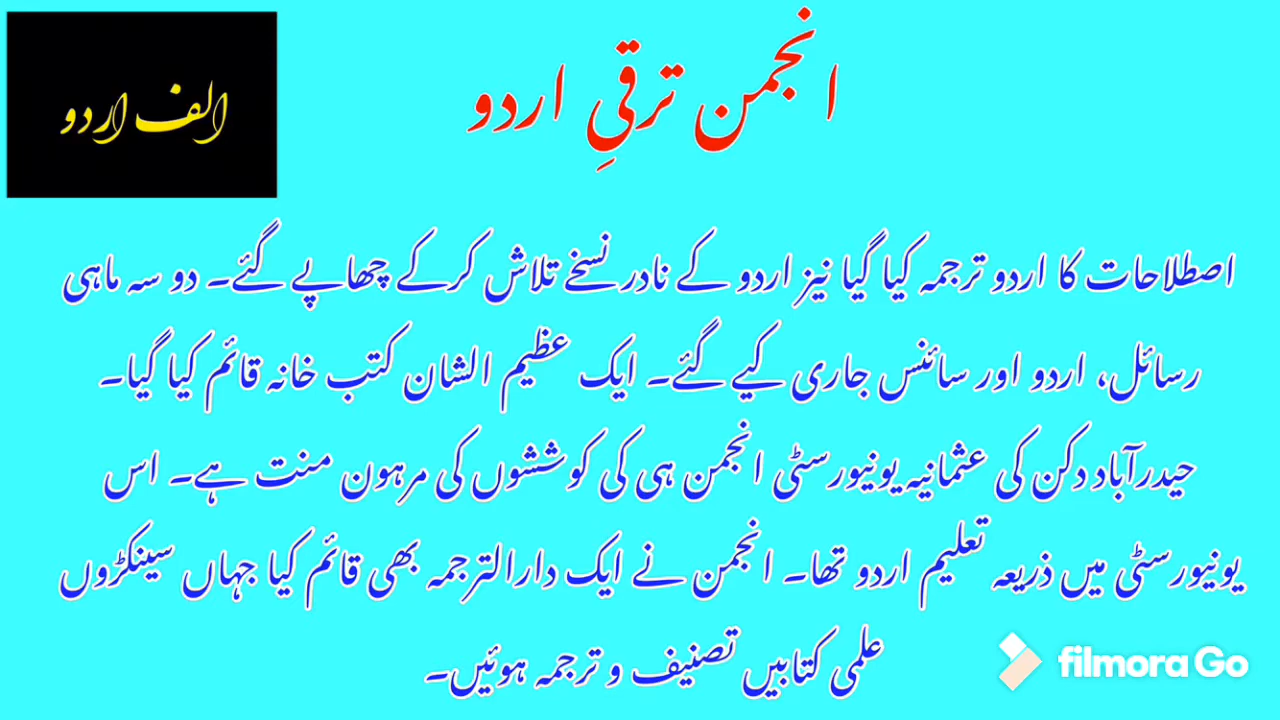 الف اردو
انجمن ترقیِ اردو
اصطلاحات کا اردو ترجمہ کیا گیا نیز اردو کے نادر نسخے تلاش کرکے چھاپے گئے۔ دو سہ ماہی
رسائل، اردو اور سائنس جاری کیے گئے۔ ایک عظیم الشان کتب خانہ قائم کیا گیا۔
حیدرآباد دکن کی عثمانیہ یونیورسٹی انجمن ہی کی کوششوں کی مرہون منت ہے۔ اس
یونیورسٹی میں ذریعہ تعلیم اردو تھا۔ انجمن نے ایک دارالترجمہ بھی قائم کیا جہاں سینکڑوں
علمی کتابیں تصنیف و ترجمہ ہوئیں۔
filmora Go